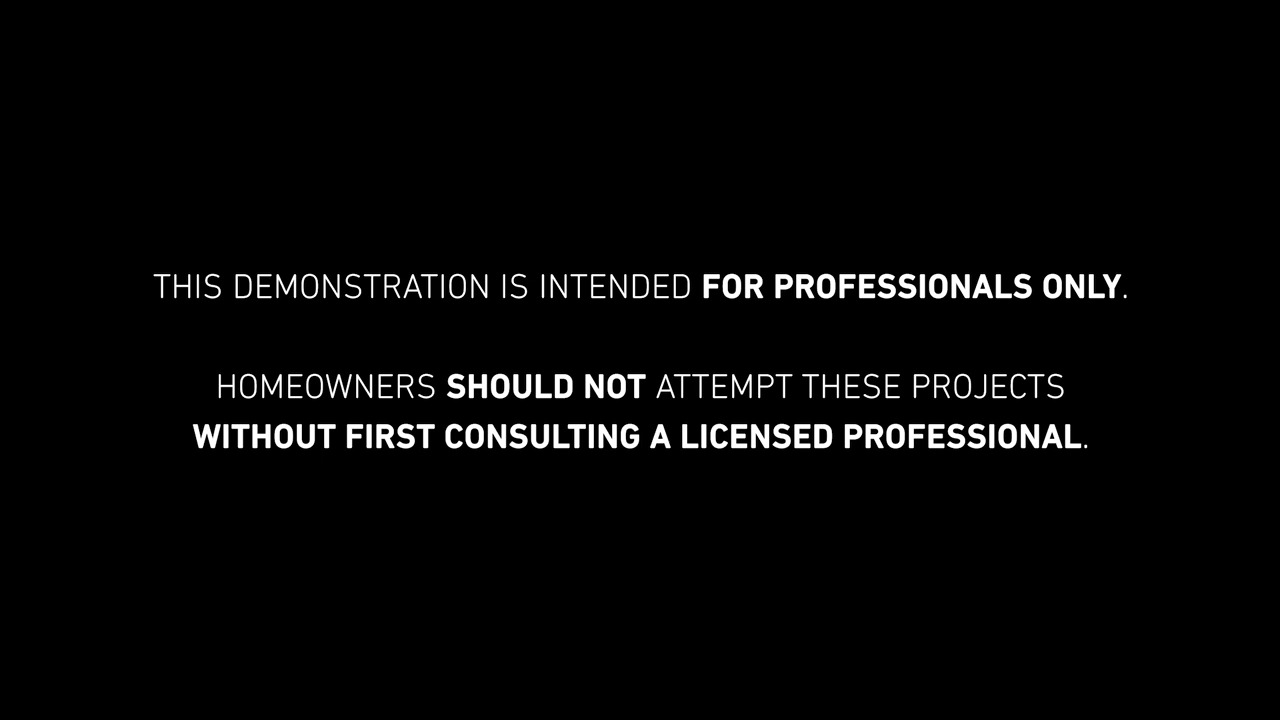 THIS DEMONSTRATION IS INTENDED FOR PROFESSIONALS ONLY.
HOMEOWNERS SHOULD NOT ATTEMPT THESE PROJECTS
WITHOUT FIRST CONSULTING A LICENSED PROFESSIONAL.